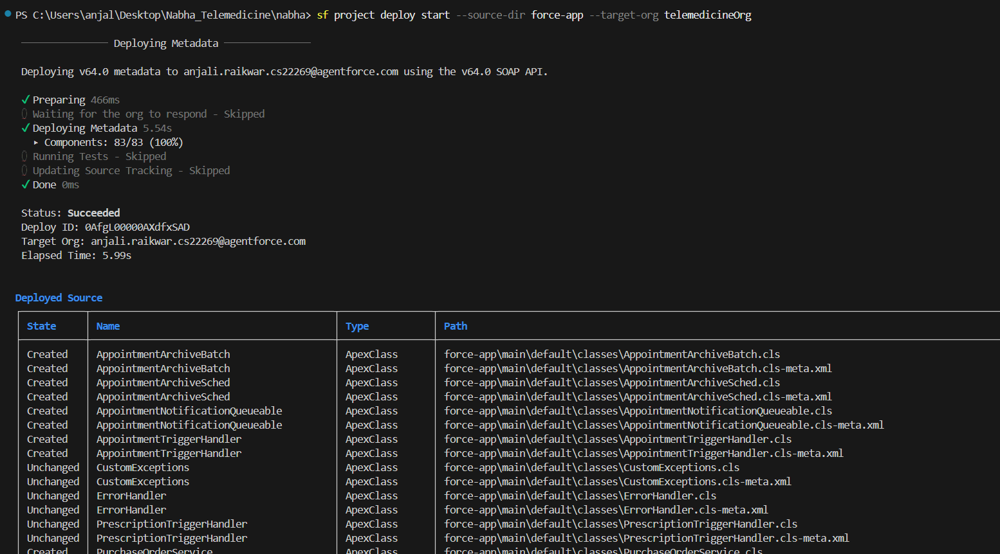 PS C:\Users\anjal\Desktop\Nabha_Telemedicine\nabha> sf project deploy start --source-dir force-app --target-org telemedicineOrg
Deploying Metadata
Deploying v64.0 metadata to anjali.raikwar.cs22269@agentforce.com using the v64.0 SOAP API.
✓ Preparing 466ms
Waiting for the org to respond - Skipped
✓ Deploying Metadata 5.54s
▸ Components: 83/83 (100%)
Running Tests - Skipped
Updating Source Tracking - Skipped
✓ Done 0ms
Status: Succeeded
Deploy ID: 0AfgL00000AXdfxSAD
Target Org: anjali.raikwar.cs22269@agentforce.com
Elapsed Time: 5.99s
Deployed Source
State Name Type Path
Created AppointmentArchiveBatch ApexClass force-app\main\default\classes\AppointmentArchiveBatch.cls
Created AppointmentArchiveBatch ApexClass force-app\main\default\classes\AppointmentArchiveBatch.cls-meta.xml
Created AppointmentArchiveSched ApexClass force-app\main\default\classes\AppointmentArchiveSched.cls
Created AppointmentArchiveSched ApexClass force-app\main\default\classes\AppointmentArchiveSched.cls-meta.xml
Created AppointmentNotificationQueueable ApexClass force-app\main\default\classes\AppointmentNotificationQueueable.cls
Created AppointmentNotificationQueueable ApexClass force-app\main\default\classes\AppointmentNotificationQueueable.cls-meta.xml
Created AppointmentTriggerHandler ApexClass force-app\main\default\classes\AppointmentTriggerHandler.cls
Created AppointmentTriggerHandler ApexClass force-app\main\default\classes\AppointmentTriggerHandler.cls-meta.xml
Unchanged CustomExceptions ApexClass force-app\main\default\classes\CustomExceptions.cls
Unchanged CustomExceptions ApexClass force-app\main\default\classes\CustomExceptions.cls-meta.xml
Unchanged ErrorHandler ApexClass force-app\main\default\classes\ErrorHandler.cls
Unchanged ErrorHandler ApexClass force-app\main\default\classes\ErrorHandler.cls-meta.xml
Unchanged PrescriptionTriggerHandler ApexClass force-app\main\default\classes\PrescriptionTriggerHandler.cls
Unchanged PrescriptionTriggerHandler ApexClass force-app\main\default\classes\PrescriptionTriggerHandler.cls-meta.xml
Created PurchaseOrderService ApexClass force-app\main\default\classes\PurchaseOrderService.cls